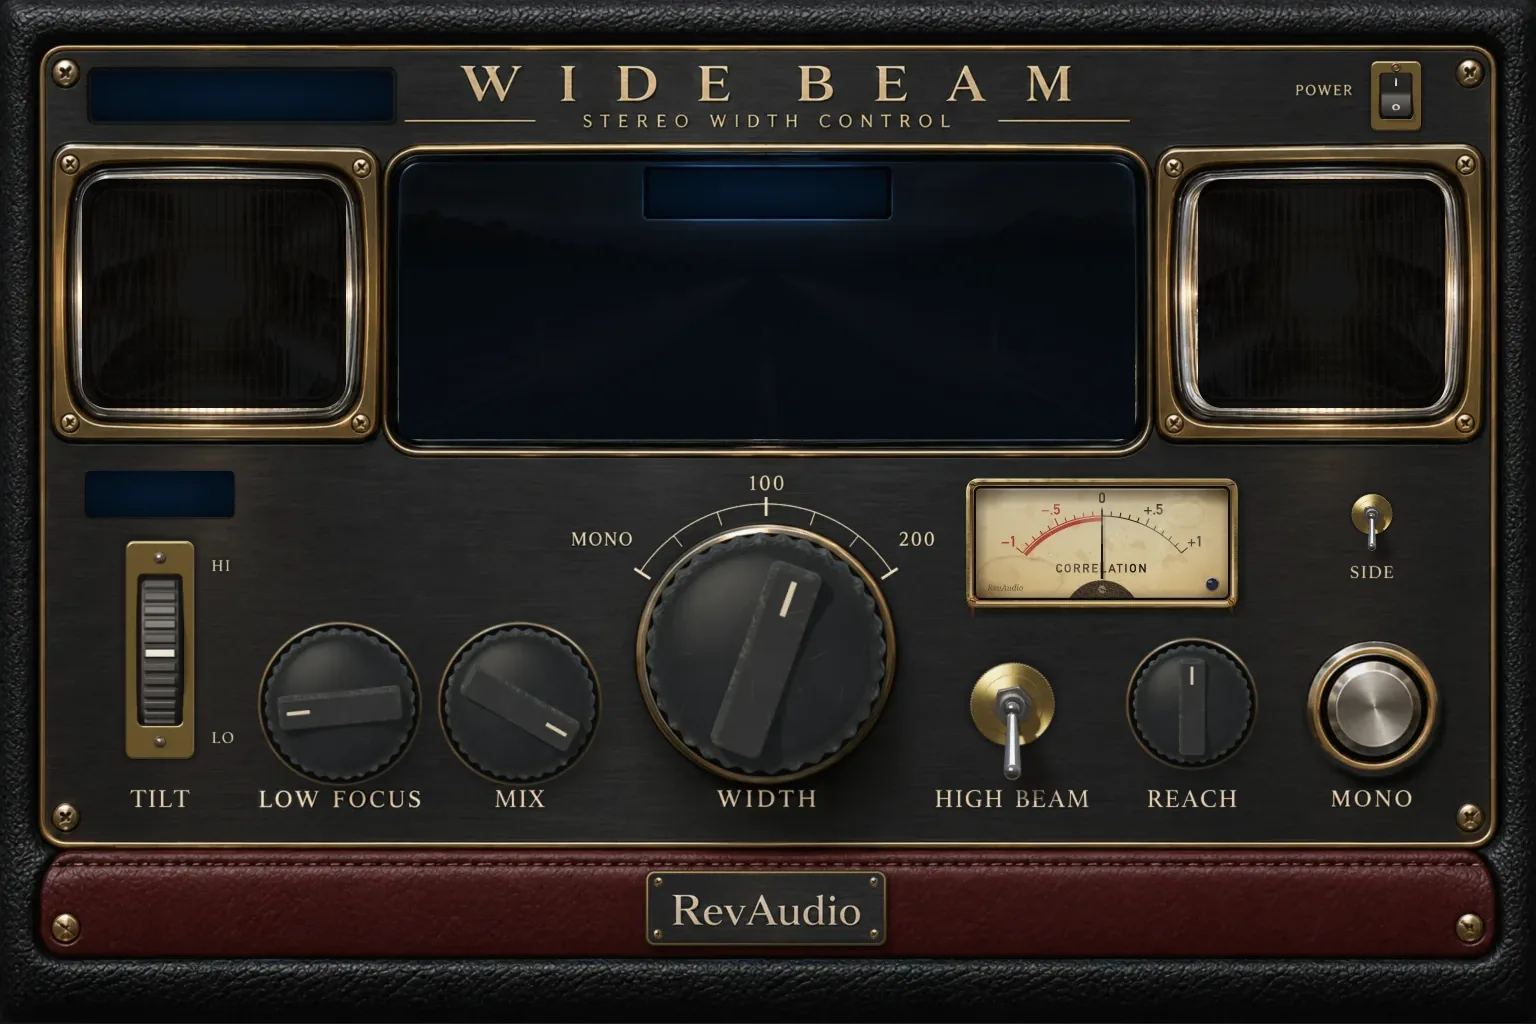 WIDE BEAM
STEREO WIDTH CONTROL
POWER
I
O
100
MONO
200
-1
-.5
0
+.5
+1
CORRELATION
RevAudio
SIDE
HI
LO
TILT
LOW FOCUS
MIX
WIDTH
HIGH BEAM
REACH
MONO
RevAudio